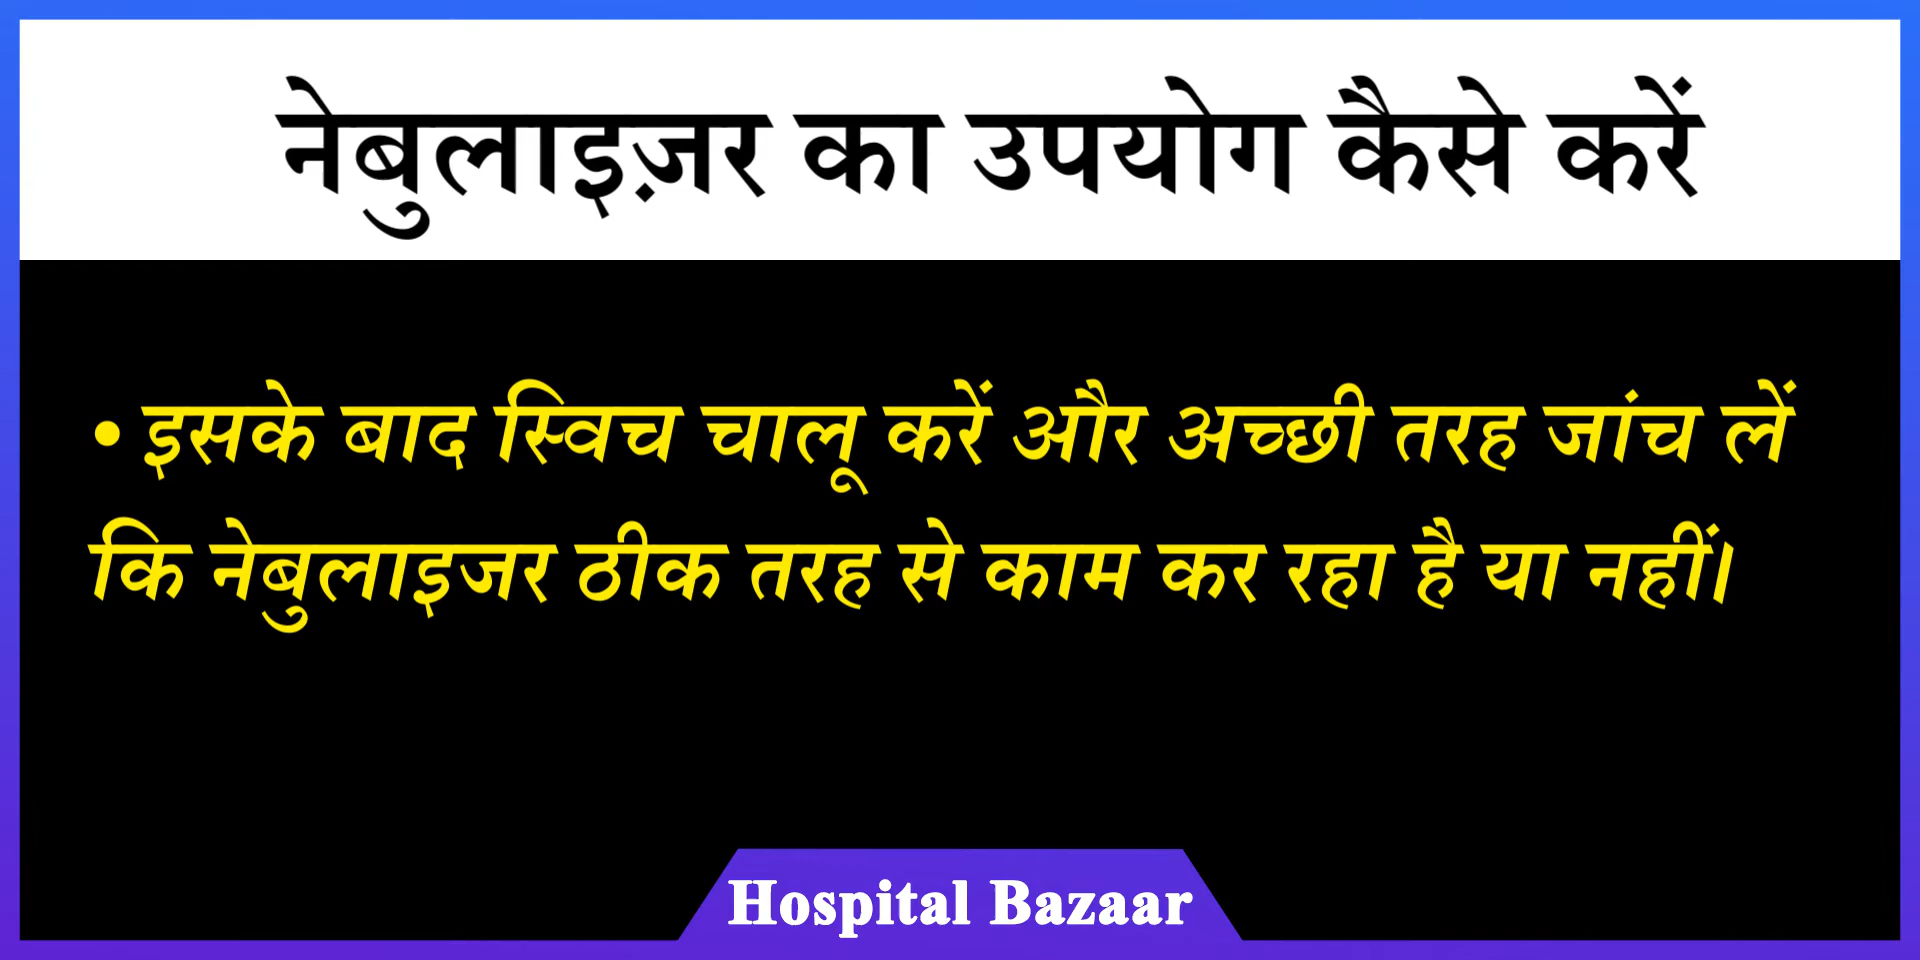 नेबुलाइज़र का उपयोग कैसे करें
• इसके बाद स्विच चालू करें और अच्छी तरह जांच लें
कि नेबुलाइजर ठीक तरह से काम कर रहा है या नहीं।
Hospital Bazaar